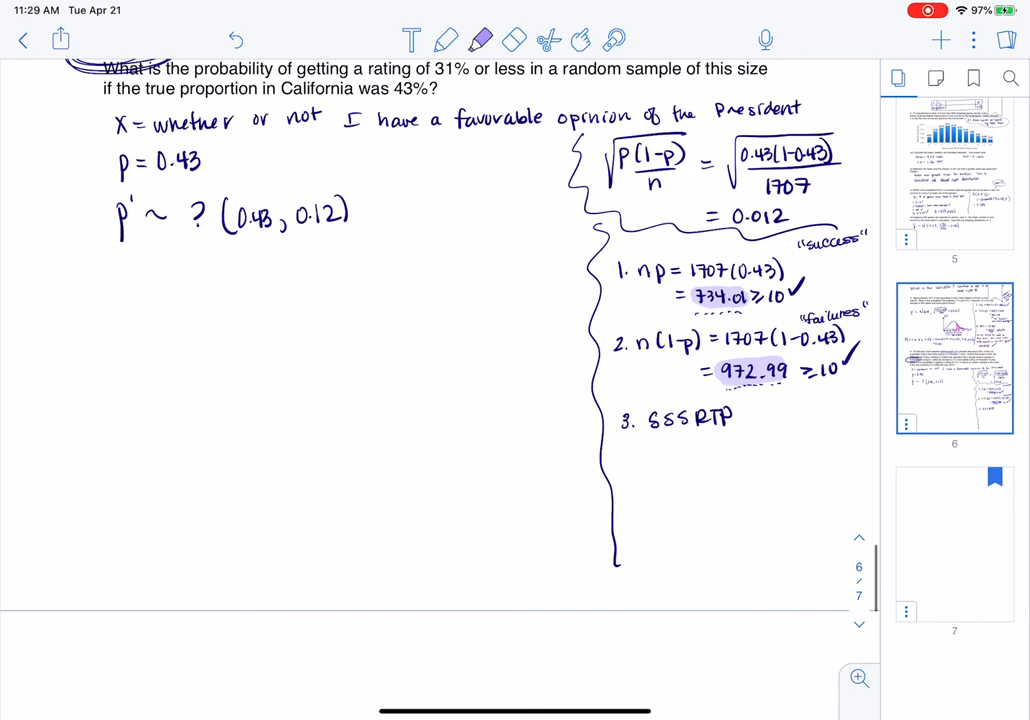 11:29 AM Tue Apr 21
97%
What is the probability of getting a rating of 31% or less in a random sample of this size
if the true proportion in California was 43%?
X = whether or not I have a favorable opinion of the President
p = 0.43
p' ~ ? (0.43, 0.12)
√(p(1-p)/n) = √(0.43(1-0.43)/1707)
= 0.012
"success"
1. np = 1707(0.43)
= 734.01 ≥ 10 ✓
"failures"
2. n(1-p) = 1707(1-0.43)
= 972.99 ≥ 10 ✓
3. SSSRTP
6
/
7
5
6
7